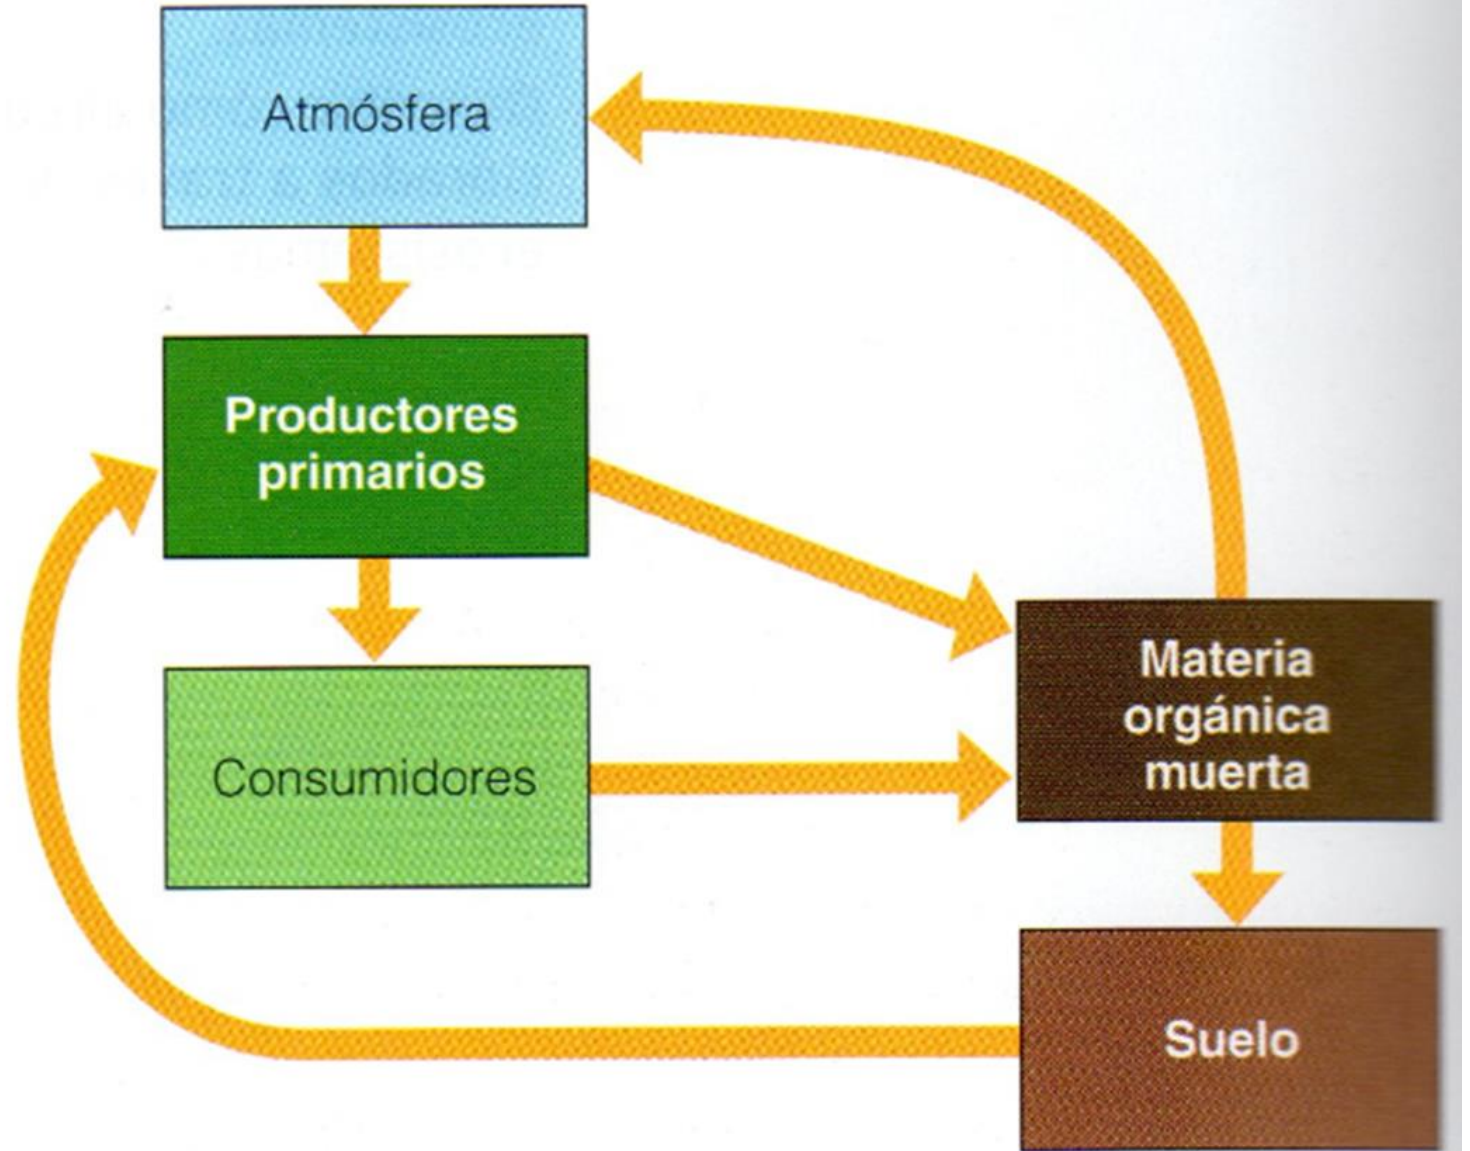 Atmósfera
Productores
primarios
Consumidores
Materia
orgánica
muerta
Suelo